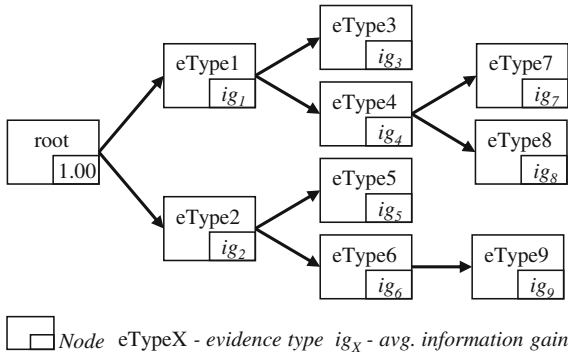 eType3
ig3
eType1
ig1
eType7
ig7
eType4
ig4
root
1.00
eType8
ig8
eType5
ig5
eType2
ig2
eType6
ig6
eType9
ig9
Node eTypeX - evidence type igX - avg. information gain